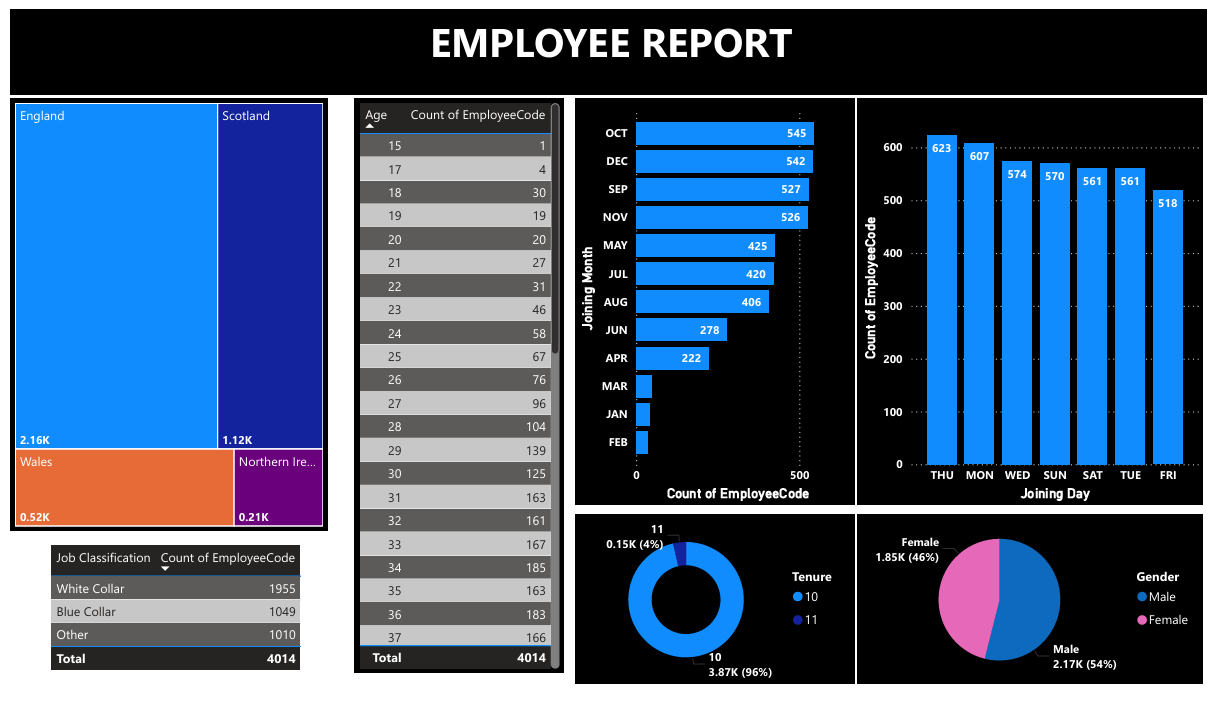 EMPLOYEE REPORT
England
Scotland
2.16K
1.12K
Wales
Northern Ire...
0.52K
0.21K
Job Classification Count of EmployeeCode
White Collar 1955
Blue Collar 1049
Other 1010
Total 4014
Age Count of EmployeeCode
15 1
17 4
18 30
19 19
20 20
21 27
22 31
23 46
24 58
25 67
26 76
27 96
28 104
29 139
30 125
31 163
32 161
33 167
34 185
35 163
36 183
37 166
Total 4014
Joining Month
OCT 545
DEC 542
SEP 527
NOV 526
MAY 425
JUL 420
AUG 406
JUN 278
APR 222
MAR
JAN
FEB
0 500
Count of EmployeeCode
Count of EmployeeCode
600
500
400
300
200
100
0
623 607 574 570 561 561 518
THU MON WED SUN SAT TUE FRI
Joining Day
11
0.15K (4%)
10
3.87K (96%)
Tenure
10
11
Female
1.85K (46%)
Male
2.17K (54%)
Gender
Male
Female